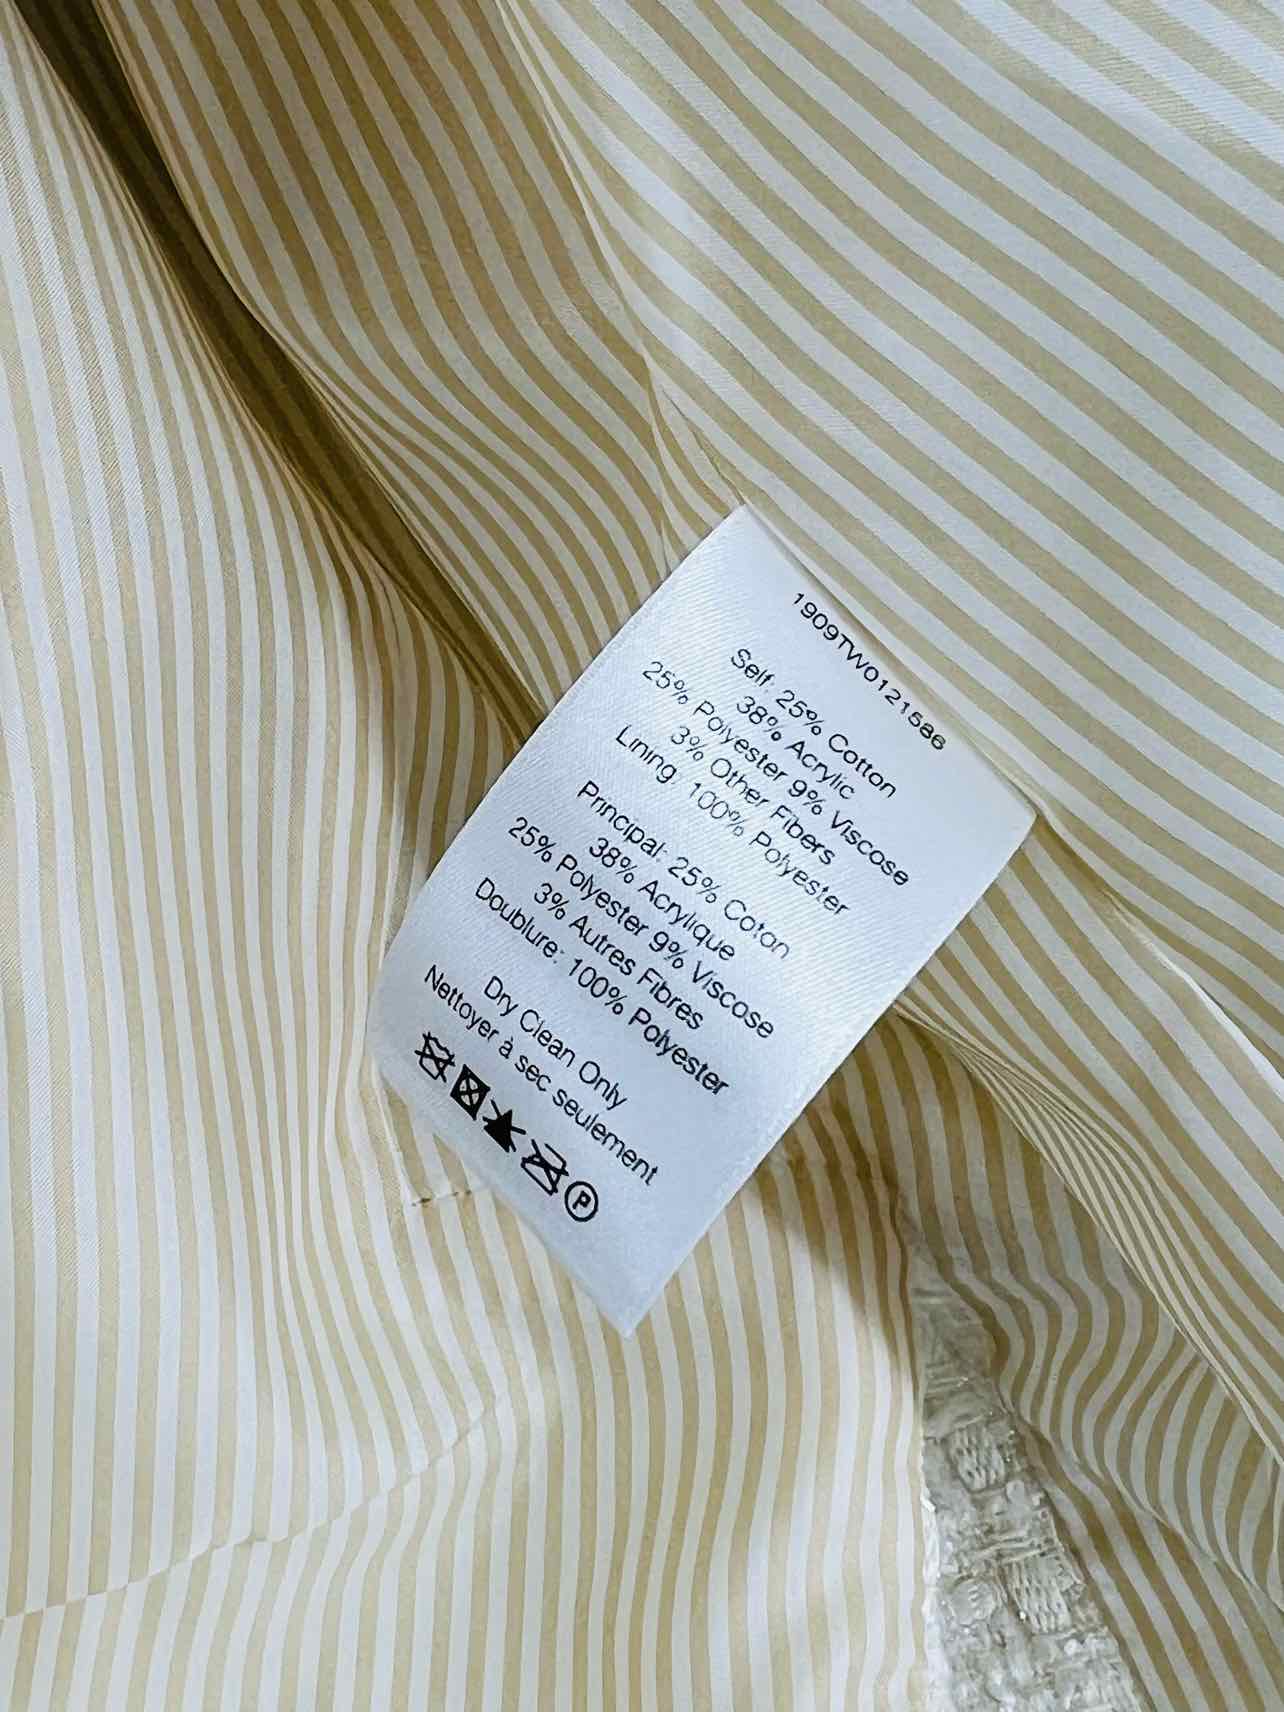 1909TW0121586
Self: 25% Cotton
38% Acrylic
25% Polyester 9% Viscose
3% Other Fibers
Lining: 100% Polyester
Principal: 25% Coton
38% Acrylique
25% Polyester 9% Viscose
3% Autres Fibres
Doublure: 100% Polyester
Dry Clean Only
Nettoyer à sec seulement
P